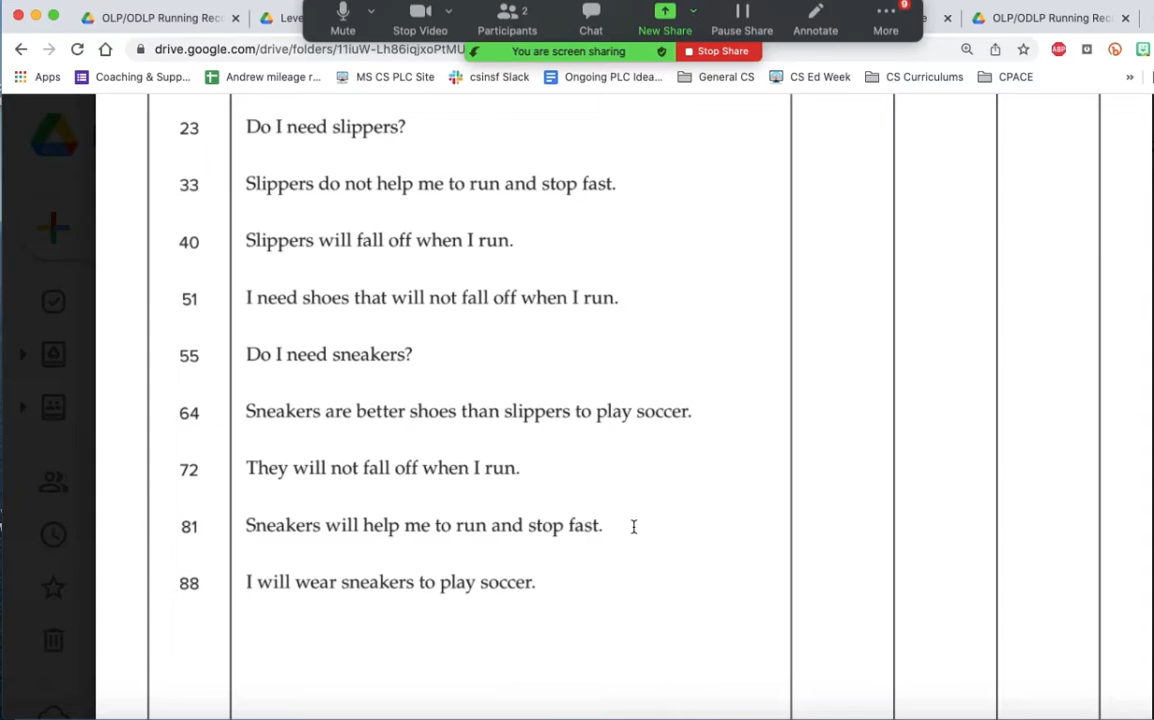 OLP/ODLP Running Rec
Leve
Mute
Stop Video
2
Participants
Chat
New Share
Pause Share
Annotate
9
More
OLP/ODLP Running Rec
drive.google.com/drive/folders/
You are screen sharing
Stop Share
ABP
Apps
Coaching & Supp...
Andrew mileage r...
MS CS PLC Site
csinsf Slack
Ongoing PLC Idea...
General CS
CS Ed Week
CS Curriculums
CPACE
»
23 Do I need slippers?
33 Slippers do not help me to run and stop fast.
40 Slippers will fall off when I run.
51 I need shoes that will not fall off when I run.
55 Do I need sneakers?
64 Sneakers are better shoes than slippers to play soccer.
72 They will not fall off when I run.
81 Sneakers will help me to run and stop fast.
88 I will wear sneakers to play soccer.